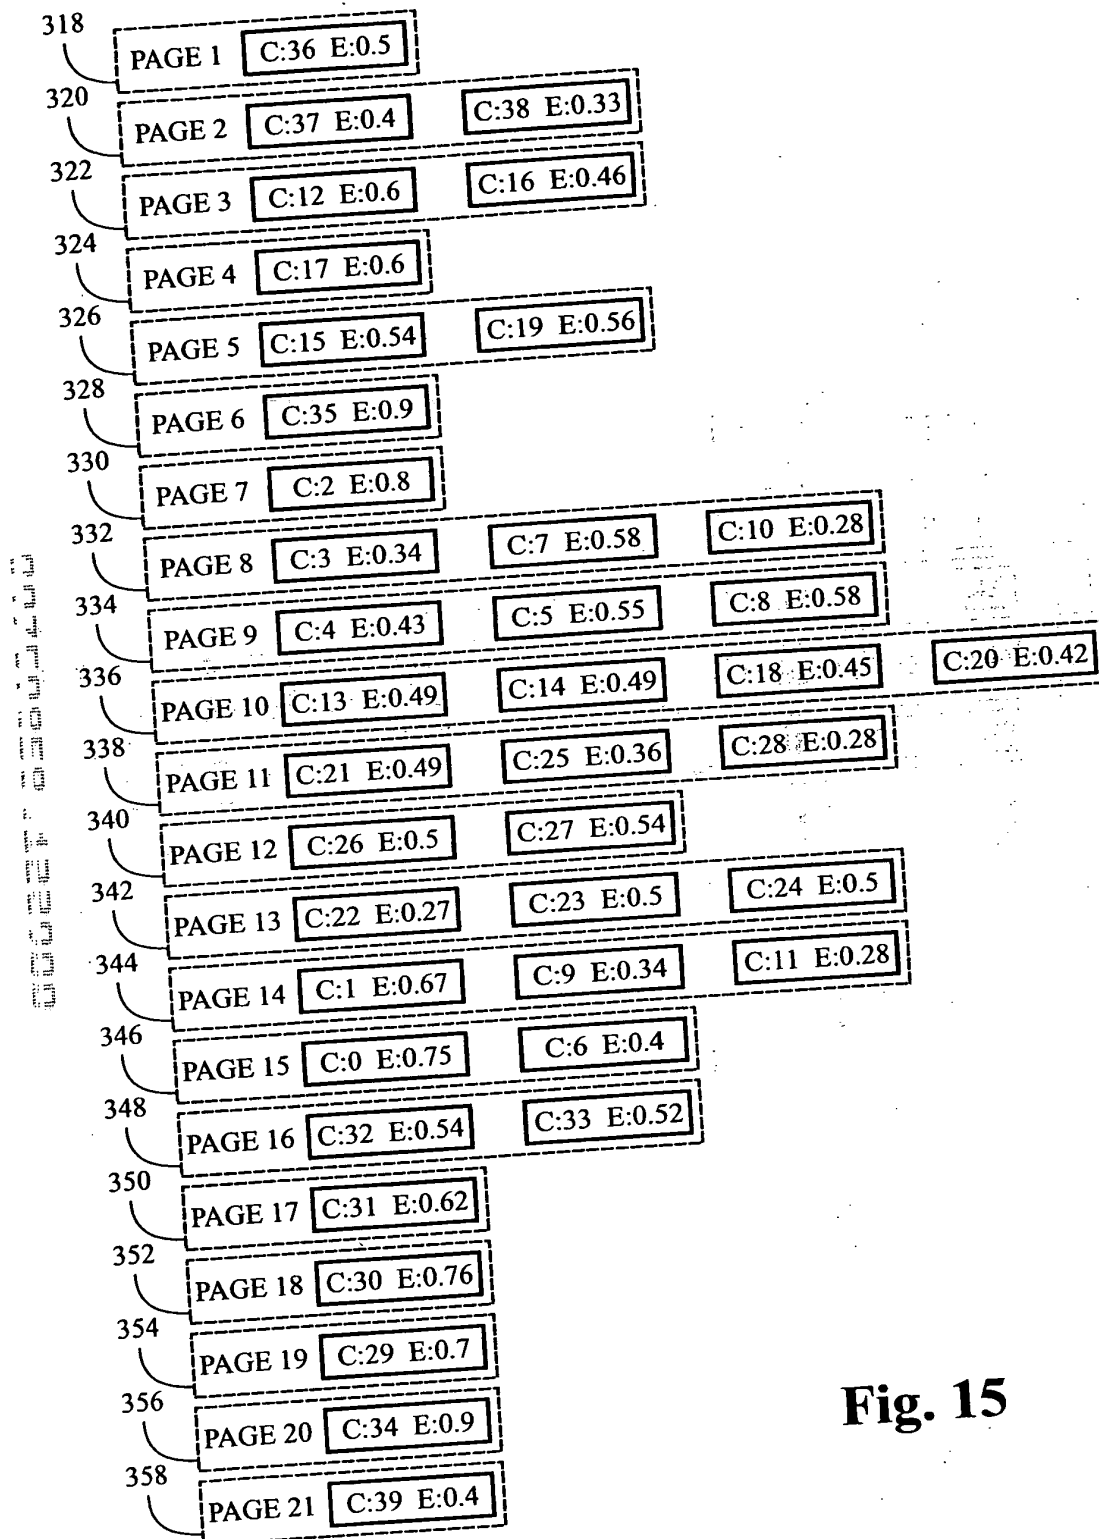 318
PAGE 1 C:36 E:0.5
320
PAGE 2 C:37 E:0.4 C:38 E:0.33
322
PAGE 3 C:12 E:0.6 C:16 E:0.46
324
PAGE 4 C:17 E:0.6
326
PAGE 5 C:15 E:0.54 C:19 E:0.56
328
PAGE 6 C:35 E:0.9
330
PAGE 7 C:2 E:0.8
332
PAGE 8 C:3 E:0.34 C:7 E:0.58 C:10 E:0.28
334
PAGE 9 C:4 E:0.43 C:5 E:0.55 C:8 E:0.58
336
PAGE 10 C:13 E:0.49 C:14 E:0.49 C:18 E:0.45 C:20 E:0.42
338
PAGE 11 C:21 E:0.49 C:25 E:0.36 C:28 E:0.28
340
PAGE 12 C:26 E:0.5 C:27 E:0.54
342
PAGE 13 C:22 E:0.27 C:23 E:0.5 C:24 E:0.5
344
PAGE 14 C:1 E:0.67 C:9 E:0.34 C:11 E:0.28
346
PAGE 15 C:0 E:0.75 C:6 E:0.4
348
PAGE 16 C:32 E:0.54 C:33 E:0.52
350
PAGE 17 C:31 E:0.62
352
PAGE 18 C:30 E:0.76
354
PAGE 19 C:29 E:0.7
356
PAGE 20 C:34 E:0.9
358
PAGE 21 C:39 E:0.4
Fig. 15